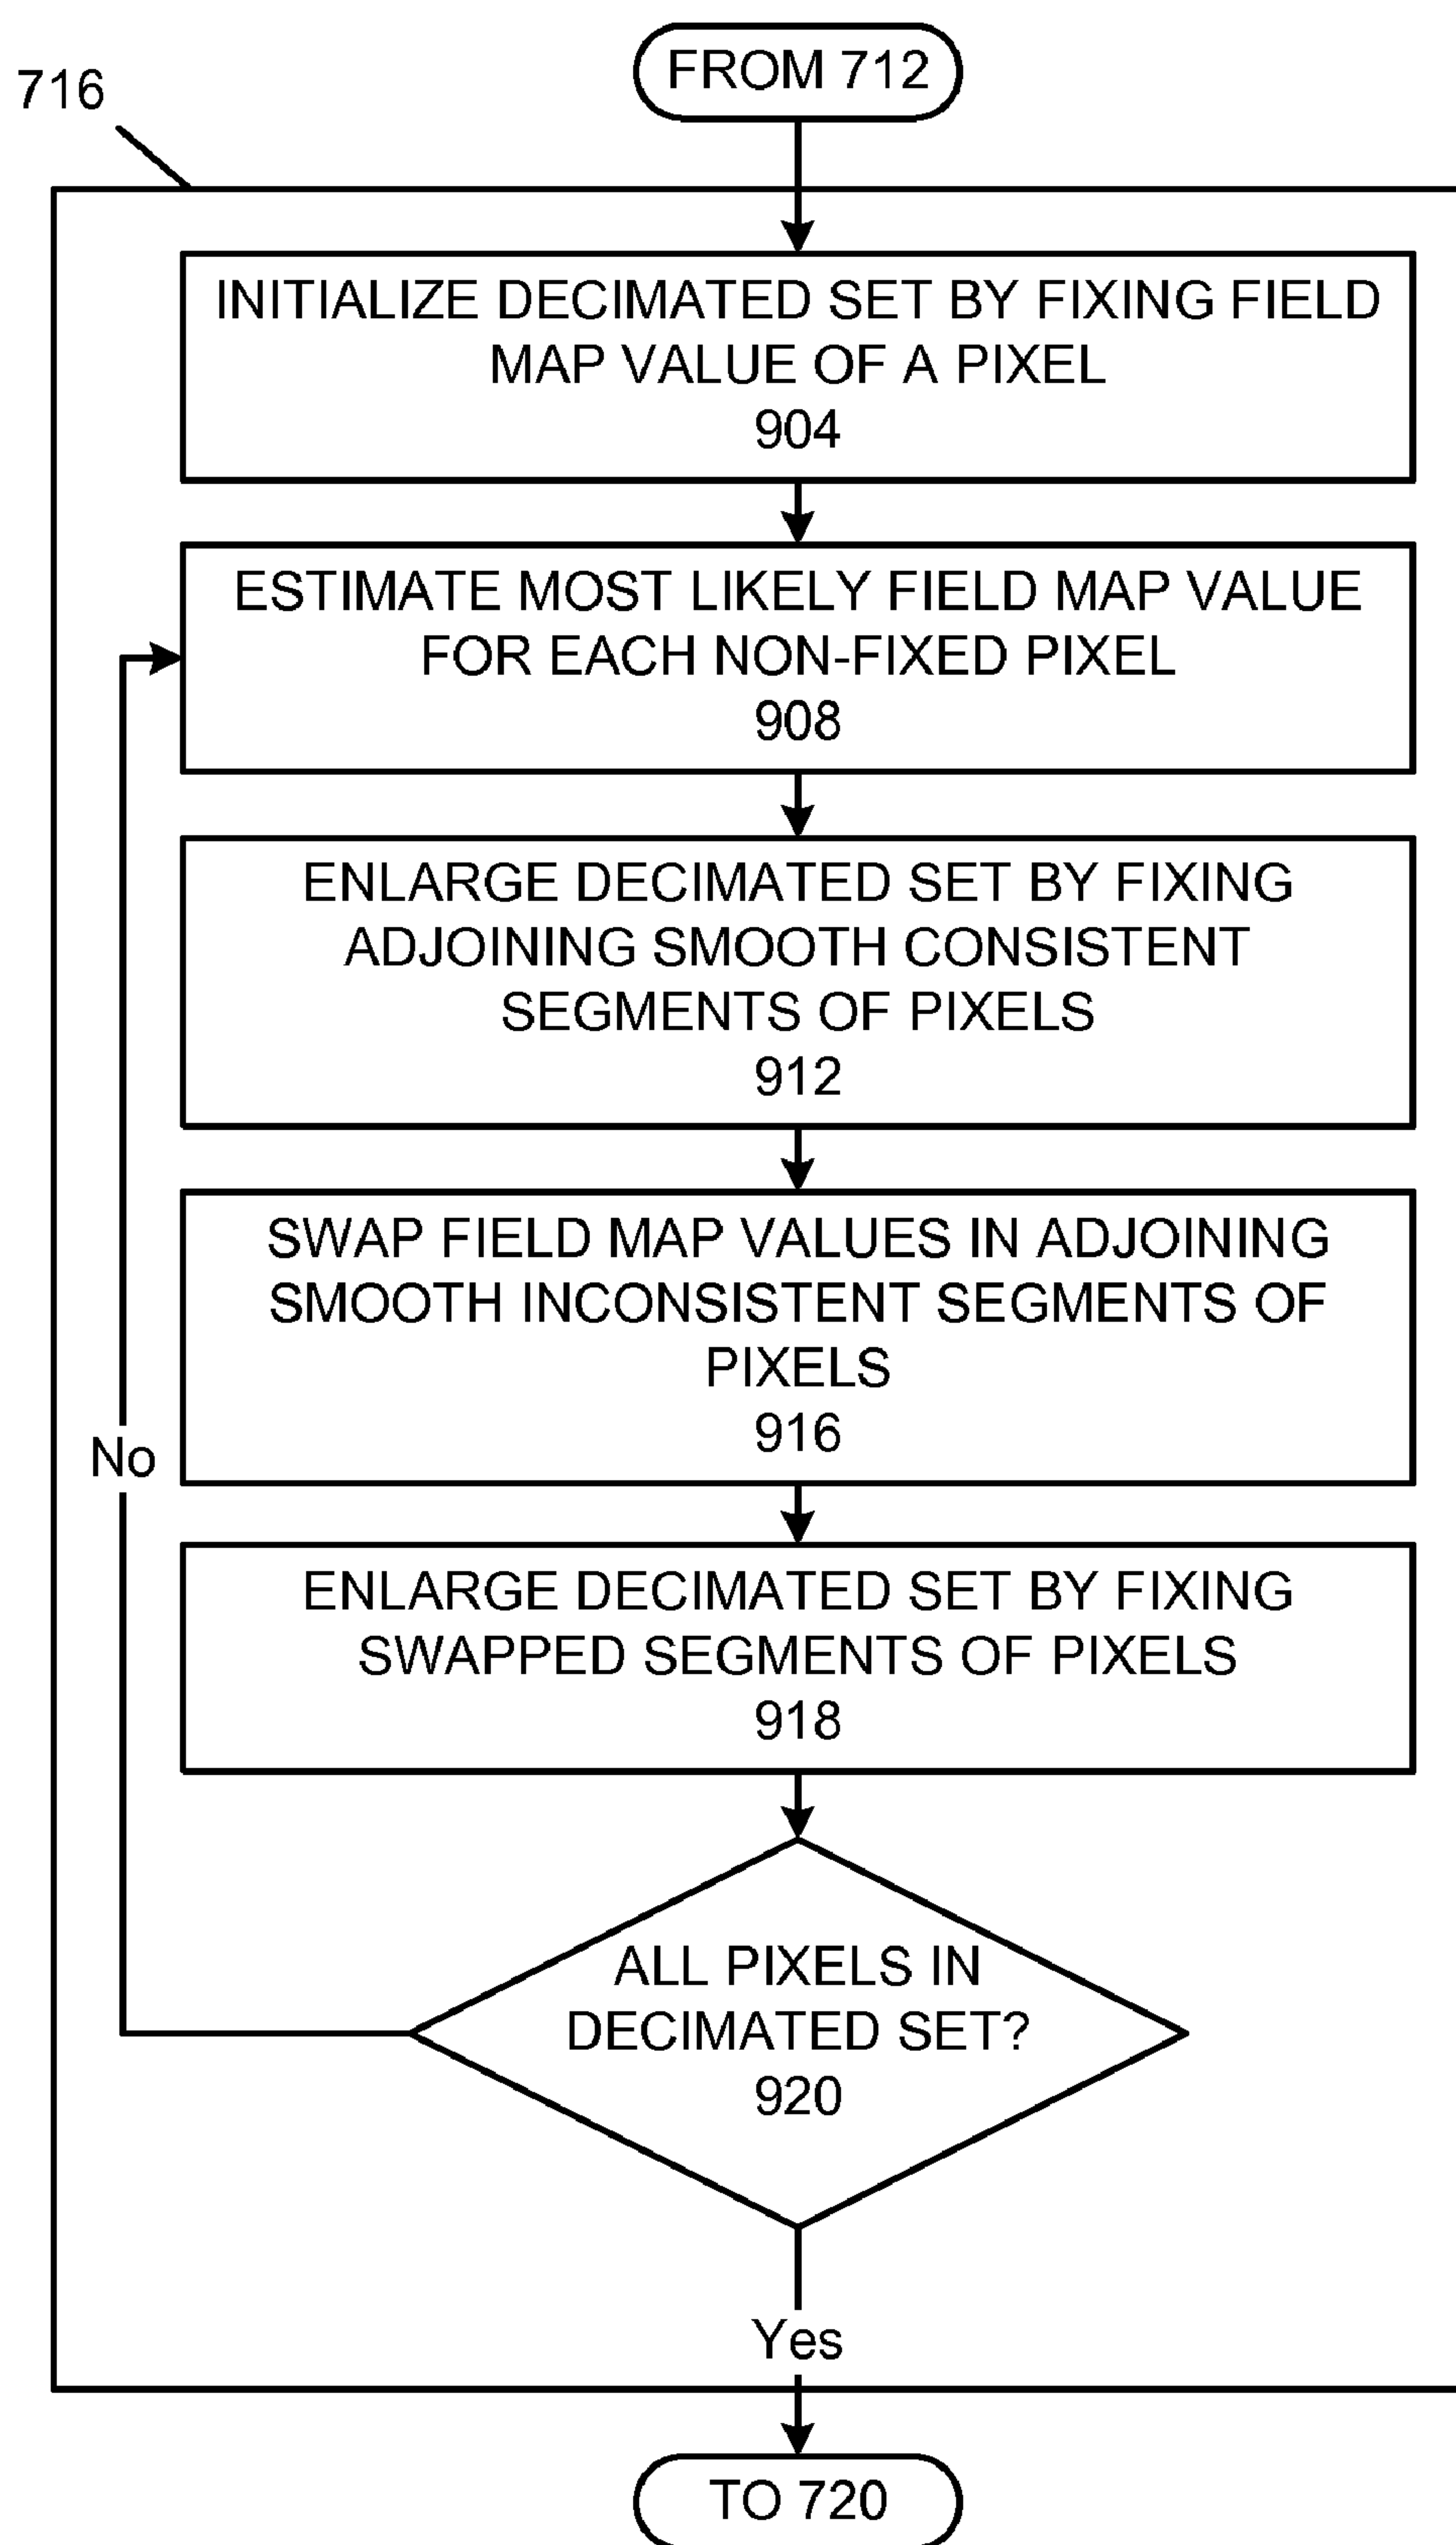 FROM 712
716
INITIALIZE DECIMATED SET BY FIXING FIELD
MAP VALUE OF A PIXEL
904
ESTIMATE MOST LIKELY FIELD MAP VALUE
FOR EACH NON-FIXED PIXEL
908
ENLARGE DECIMATED SET BY FIXING
ADJOINING SMOOTH CONSISTENT
SEGMENTS OF PIXELS
912
SWAP FIELD MAP VALUES IN ADJOINING
SMOOTH INCONSISTENT SEGMENTS OF
PIXELS
916
No
ENLARGE DECIMATED SET BY FIXING
SWAPPED SEGMENTS OF PIXELS
918
ALL PIXELS IN
DECIMATED SET?
920
Yes
TO 720